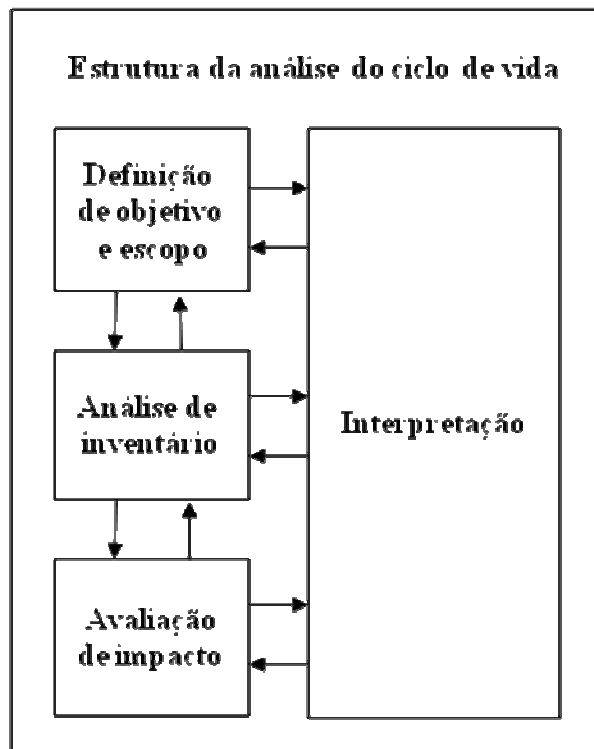 Estrutura da análise do ciclo de vida
Definição
de objetivo
e escopo
Análise de
inventário
Interpretação
Avaliação
de impacto